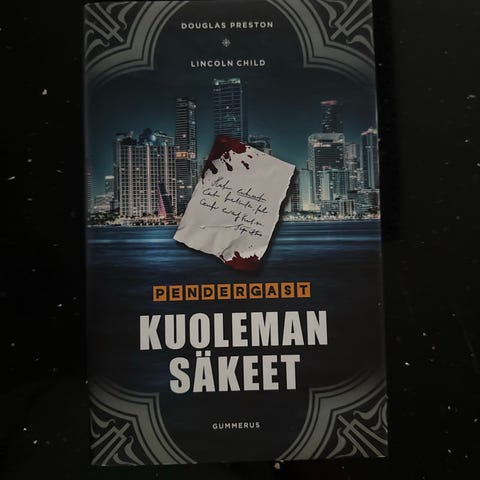 DOUGLAS PRESTON
LINCOLN CHILD
PENDERGAST
KUOLEMAN
SÄKEET
GUMMERUS